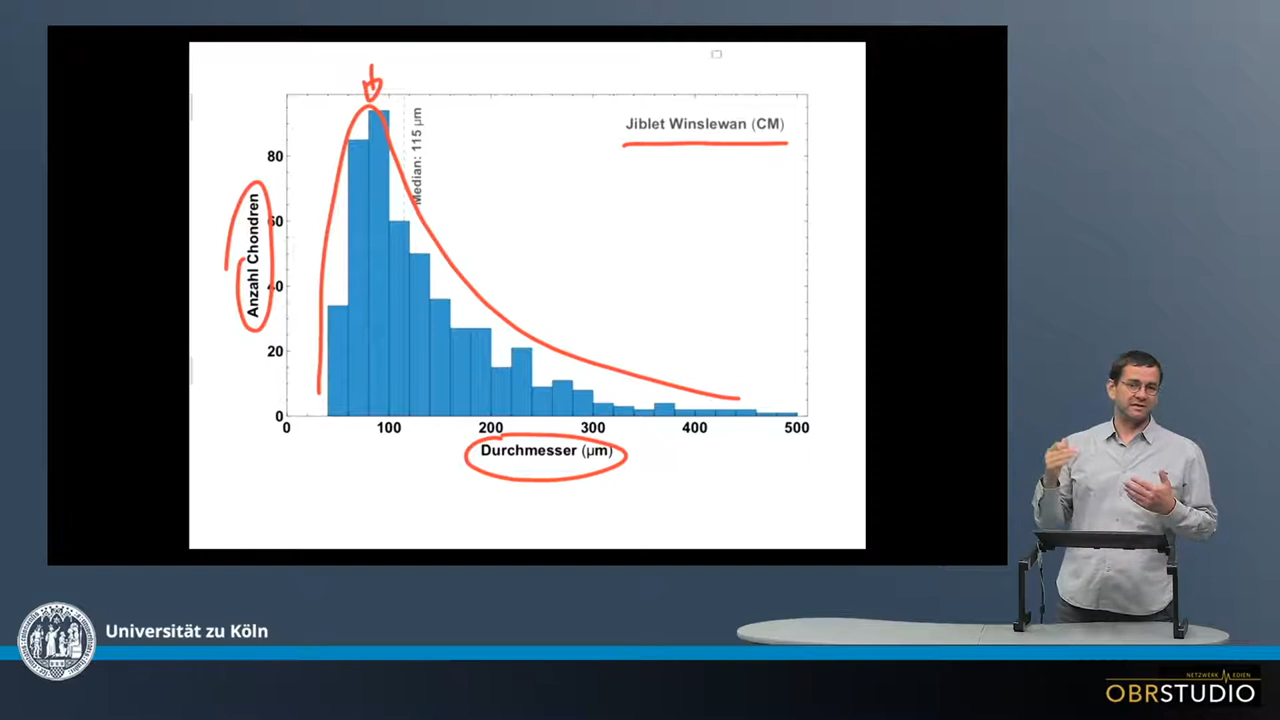 Jiblet Winslewan (CM)
Median: 115 µm
Anzahl Chondren
80
60
40
20
0
0 100 200 300 400 500
Durchmesser (µm)
Universität zu Köln
NETZWERK MEDIEN
OBRSTUDIO